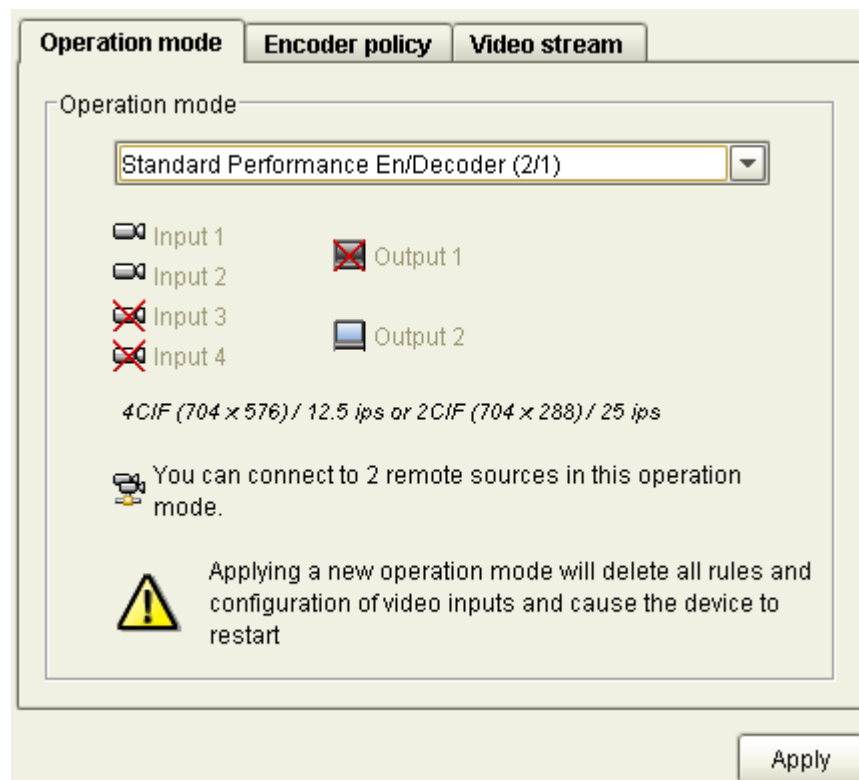 Operation mode
Encoder policy
Video stream
Operation mode
Standard Performance En/Decoder (2/1)
Input 1
Input 2
Input 3
Input 4
Output 1
Output 2
4CIF (704 x 576) / 12.5 ips or 2CIF (704 x 288) / 25 ips
You can connect to 2 remote sources in this operation
mode.
Applying a new operation mode will delete all rules and
configuration of video inputs and cause the device to
restart
Apply